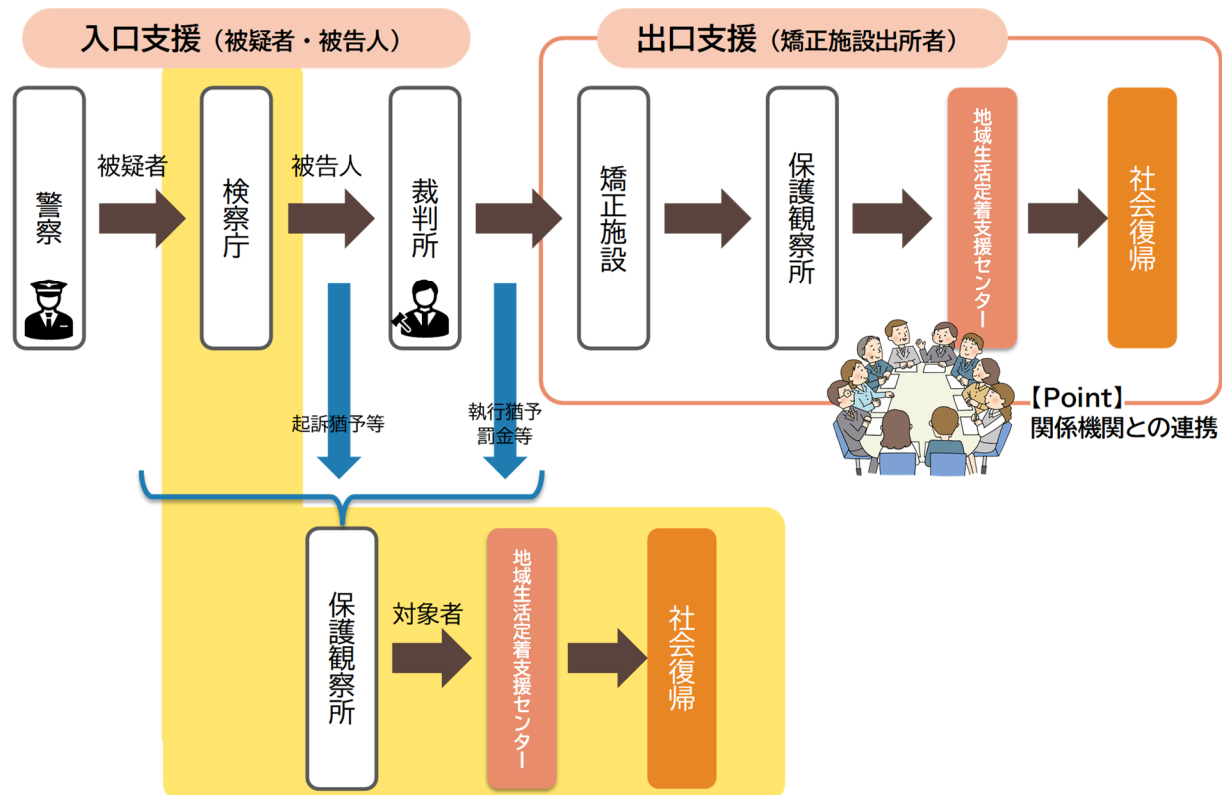 入口支援（被疑者・被告人）
出口支援（矯正施設出所者）
警察
被疑者
検察庁
被告人
裁判所
矯正施設
保護観察所
地域生活定着支援センター
社会復帰
起訴猶予等
執行猶予
罰金等
【Point】
関係機関との連携
保護観察所
対象者
地域生活定着支援センター
社会復帰